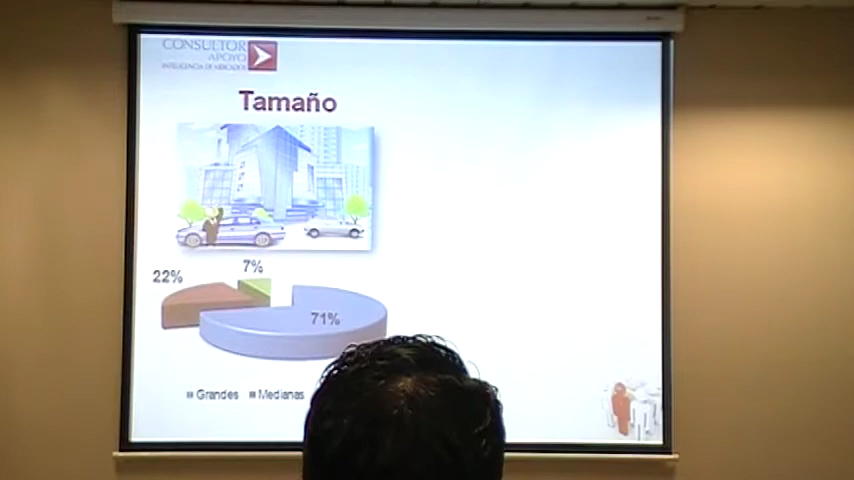 CONSULTOR
APOYO
INTELIGENCIA DE MERCADOS
Tamaño
7%
22%
71%
Grandes Medianas